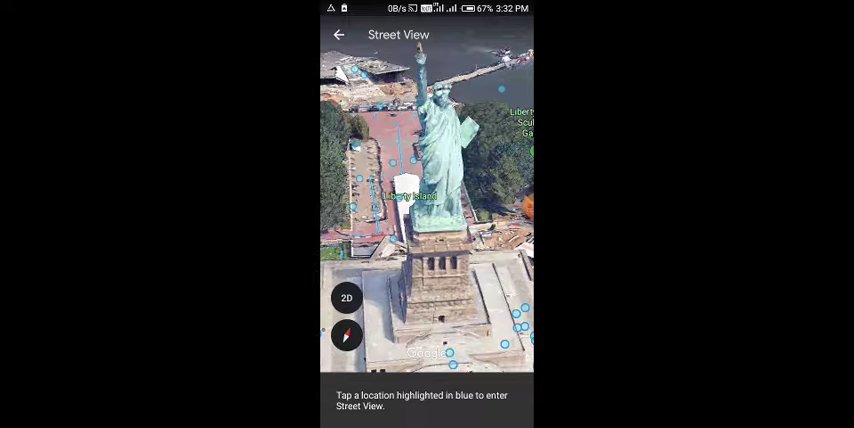 0B/s 67% 3:32 PM
Street View
Liberty
Scul
Ga
Liberty Island
2D
Google
Tap a location highlighted in blue to enter
Street View.